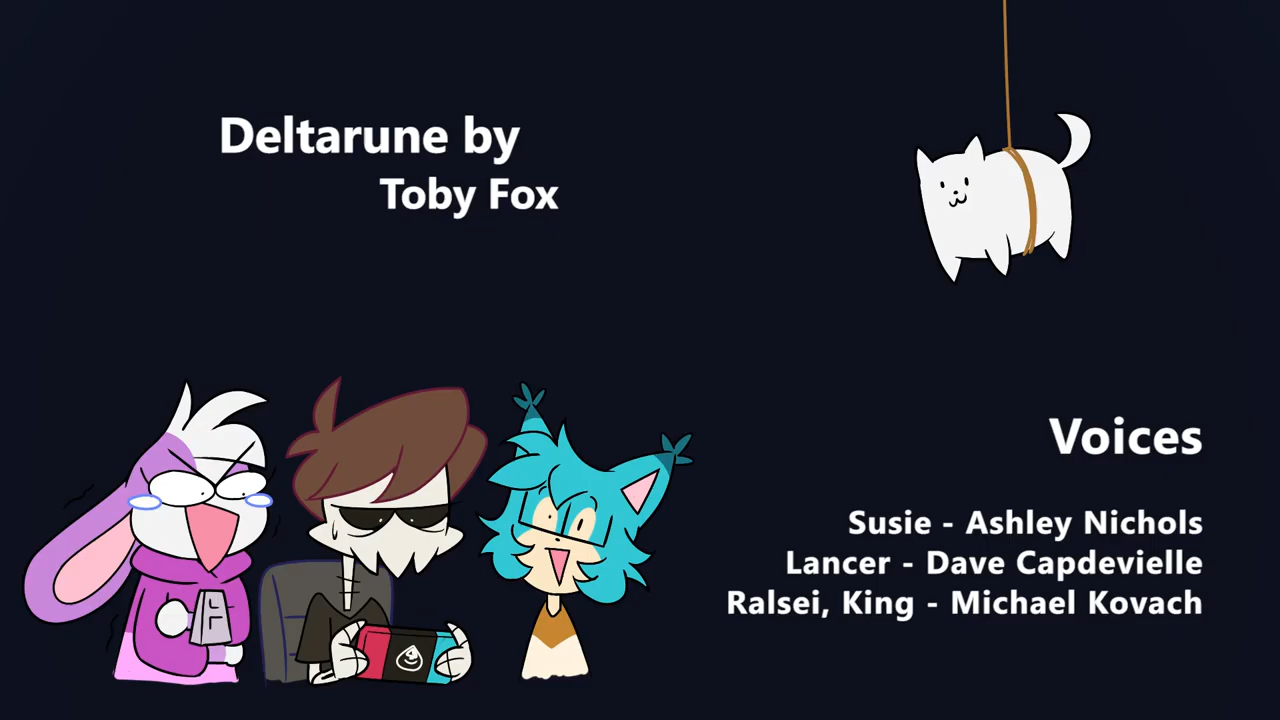 Deltarune by
Toby Fox
Voices
Susie - Ashley Nichols
Lancer - Dave Capdevielle
Ralsei, King - Michael Kovach